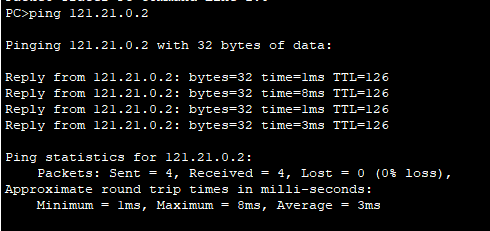 PC>ping 121.21.0.2
Pinging 121.21.0.2 with 32 bytes of data:
Reply from 121.21.0.2: bytes=32 time=1ms TTL=126
Reply from 121.21.0.2: bytes=32 time=8ms TTL=126
Reply from 121.21.0.2: bytes=32 time=1ms TTL=126
Reply from 121.21.0.2: bytes=32 time=3ms TTL=126
Ping statistics for 121.21.0.2:
Packets: Sent = 4, Received = 4, Lost = 0 (0% loss),
Approximate round trip times in milli-seconds:
Minimum = 1ms, Maximum = 8ms, Average = 3ms